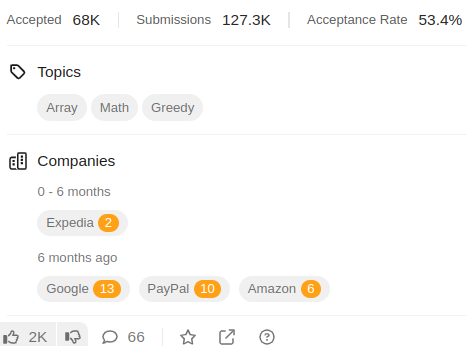 Accepted 68K Submissions 127.3K Acceptance Rate 53.4%
Topics
Array Math Greedy
Companies
0 - 6 months
Expedia 2
6 months ago
Google 13 PayPal 10 Amazon 6
2K 66